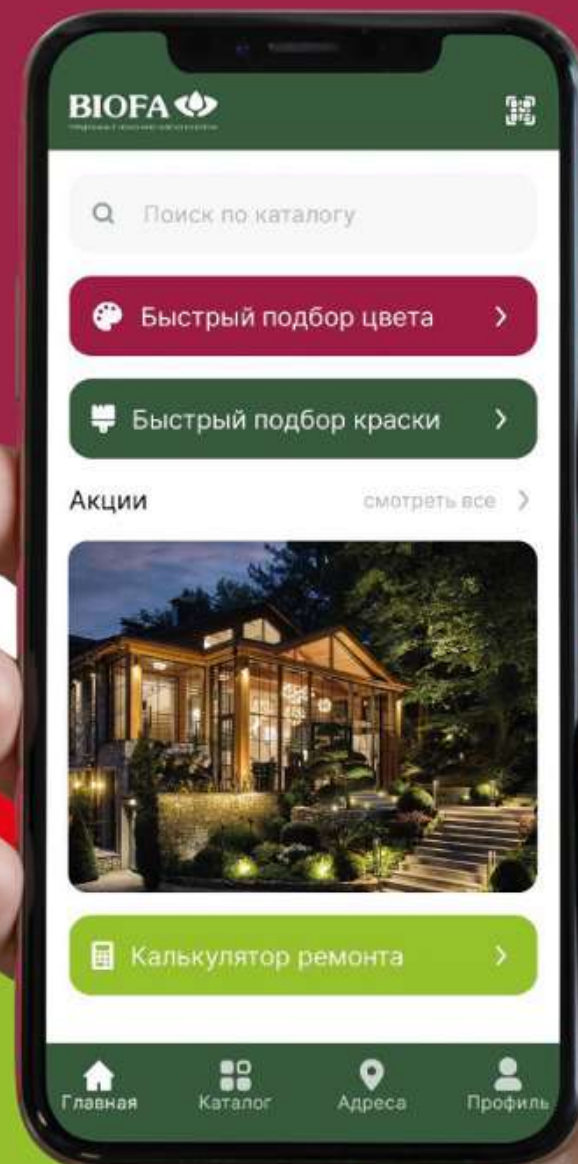 BIOFA
Поиск по каталогу
Быстрый подбор цвета
Быстрый подбор краски
Акции
смотреть все
Калькулятор ремонта
Главная
Каталог
Адреса
Профиль